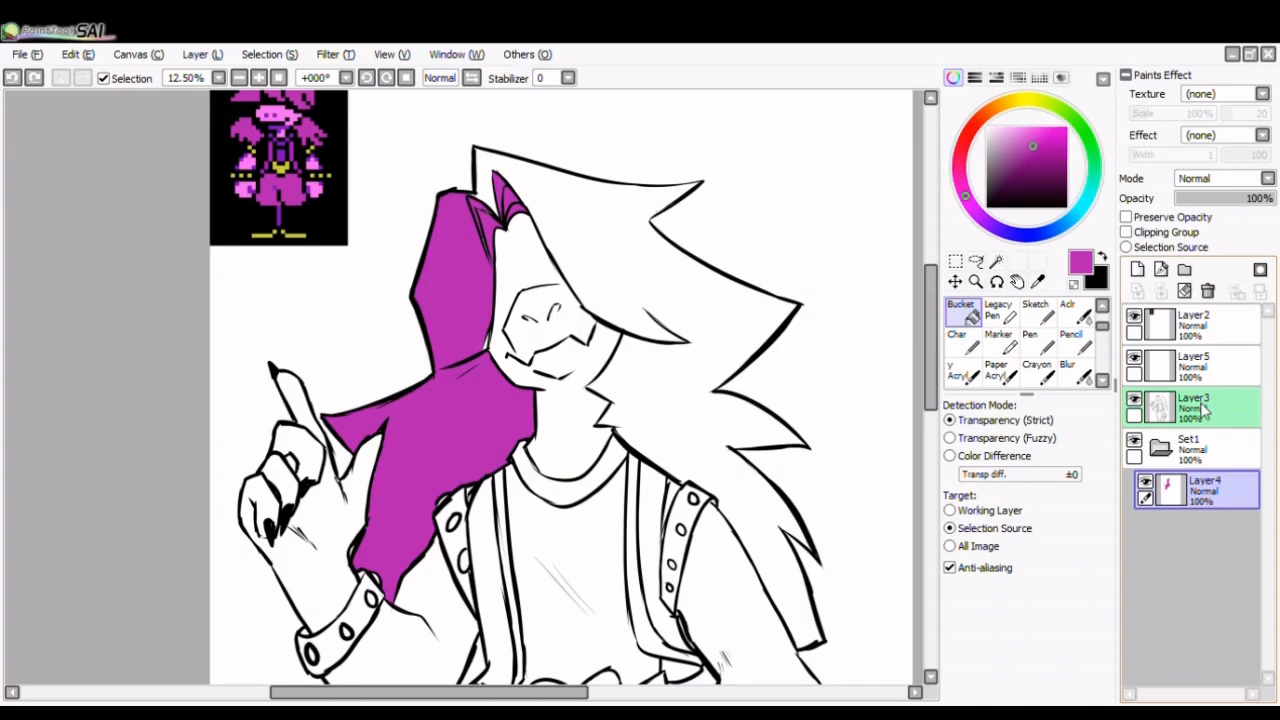 PaintTool SAI
File (F) Edit (E) Canvas (C) Layer (L) Selection (S) Filter (T) View (V) Window (W) Others (O)
Selection 12.50% +000° Normal Stabilizer 0
Paints Effect
Texture (none)
Scale 100% 20
Effect (none)
Width 1 100
Mode Normal
Opacity 100%
Preserve Opacity
Clipping Group
Selection Source
Bucket Legacy Pen Sketch Aclr
Char Marker Pen Pencil
y Acryl Paper Acryl Crayon Blur
Detection Mode:
Transparency (Strict)
Transparency (Fuzzy)
Color Difference
Transp diff. ±0
Target:
Working Layer
Selection Source
All Image
Anti-aliasing
Layer2
Normal
100%
Layer5
Normal
100%
Layer3
Normal
100%
Set1
Normal
100%
Layer4
Normal
100%